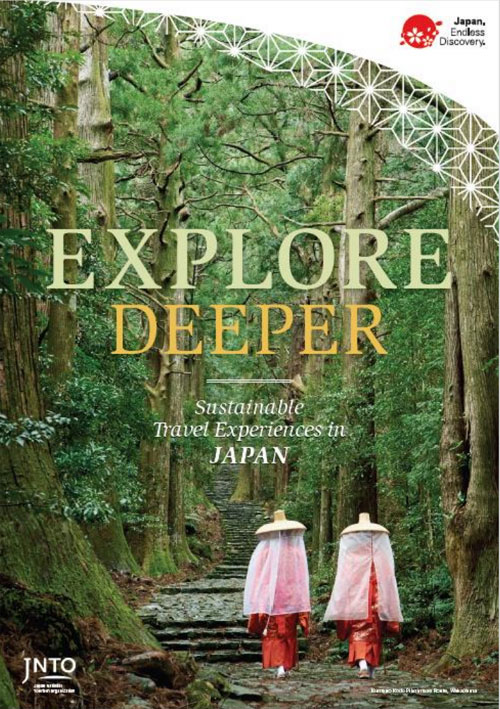 Japan.
Endless
Discovery.
EXPLORE
DEEPER
Sustainable
Travel Experiences in
JAPAN
JNTO